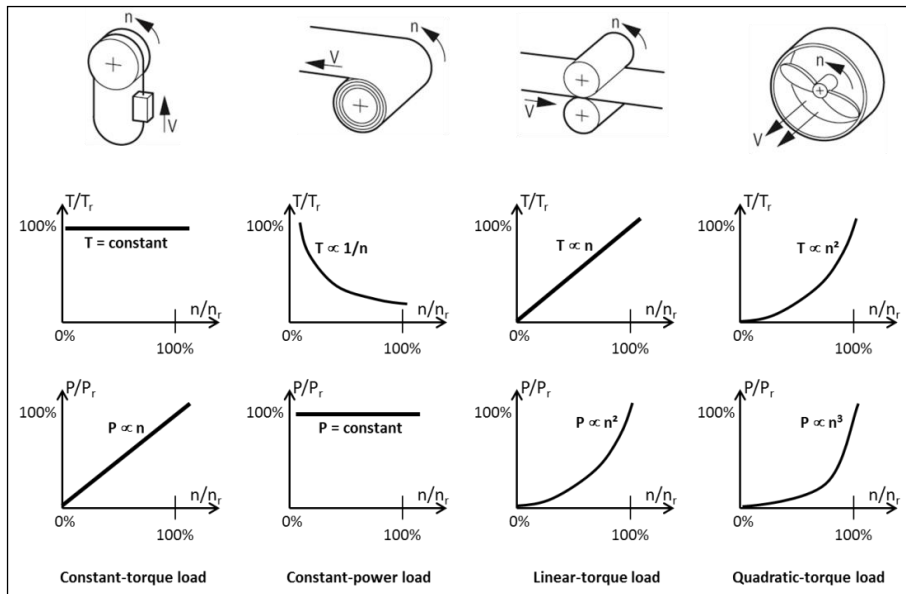 n
V
n
V
n
V
n
V
T/Tᵣ
100%
T = constant
n/nᵣ
0%
100%
T/Tᵣ
100%
T ∝ 1/n
n/nᵣ
0%
100%
T/Tᵣ
100%
T ∝ n
n/nᵣ
0%
100%
T/Tᵣ
100%
T ∝ n²
n/nᵣ
0%
100%
P/Pᵣ
100%
P ∝ n
n/nᵣ
0%
100%
P/Pᵣ
100%
P = constant
n/nᵣ
0%
100%
P/Pᵣ
100%
P ∝ n²
n/nᵣ
0%
100%
P/Pᵣ
100%
P ∝ n³
n/nᵣ
0%
100%
Constant-torque load
Constant-power load
Linear-torque load
Quadratic-torque load